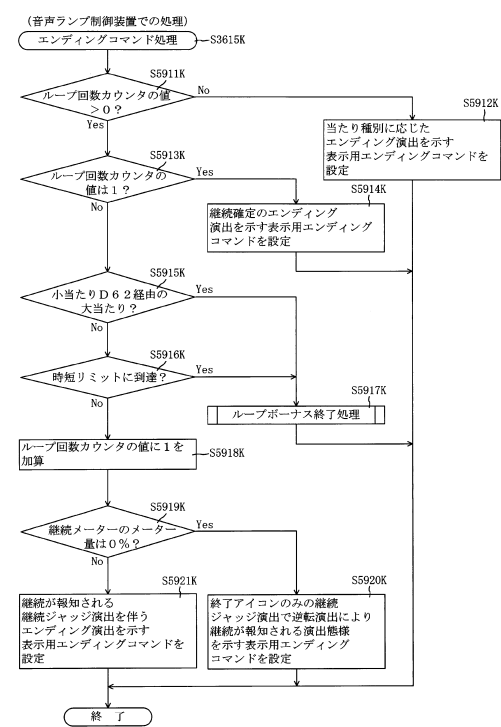 (音声ランプ制御装置での処理)
エンディングコマンド処理
S3615K
S5911K
ループ回数カウンタの値
>0?
No
Yes
S5912K
当たり種別に応じた
エンディング演出を示す
表示用エンディングコマンドを
設定
S5913K
ループ回数カウンタの
値は1?
Yes
No
S5914K
継続確定のエンディング
演出を示す表示用エンディング
コマンドを設定
S5915K
小当たりD62経由の
大当たり?
Yes
No
S5916K
時短リミットに到達?
Yes
No
S5917K
ループボーナス終了処理
ループ回数カウンタの値に1を
加算
S5918K
S5919K
継続メーターのメーター
量は0%?
Yes
No
S5921K
継続が報知される
継続ジャッジ演出を伴う
エンディング演出を示す
表示用エンディングコマンドを
設定
S5920K
終了アイコンのみの継続
ジャッジ演出で逆転演出により
継続が報知される演出態様
を示す表示用エンディング
コマンドを設定
終 了